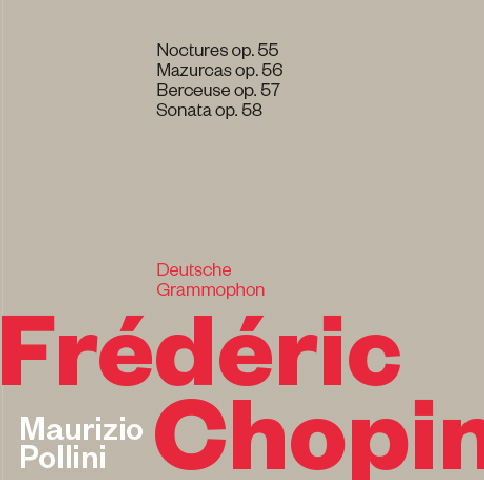 Noctures op. 55
Mazurcas op. 56
Berceuse op. 57
Sonata op. 58
Deutsche
Grammophon
Frédéric
Chopin
Maurizio
Pollini